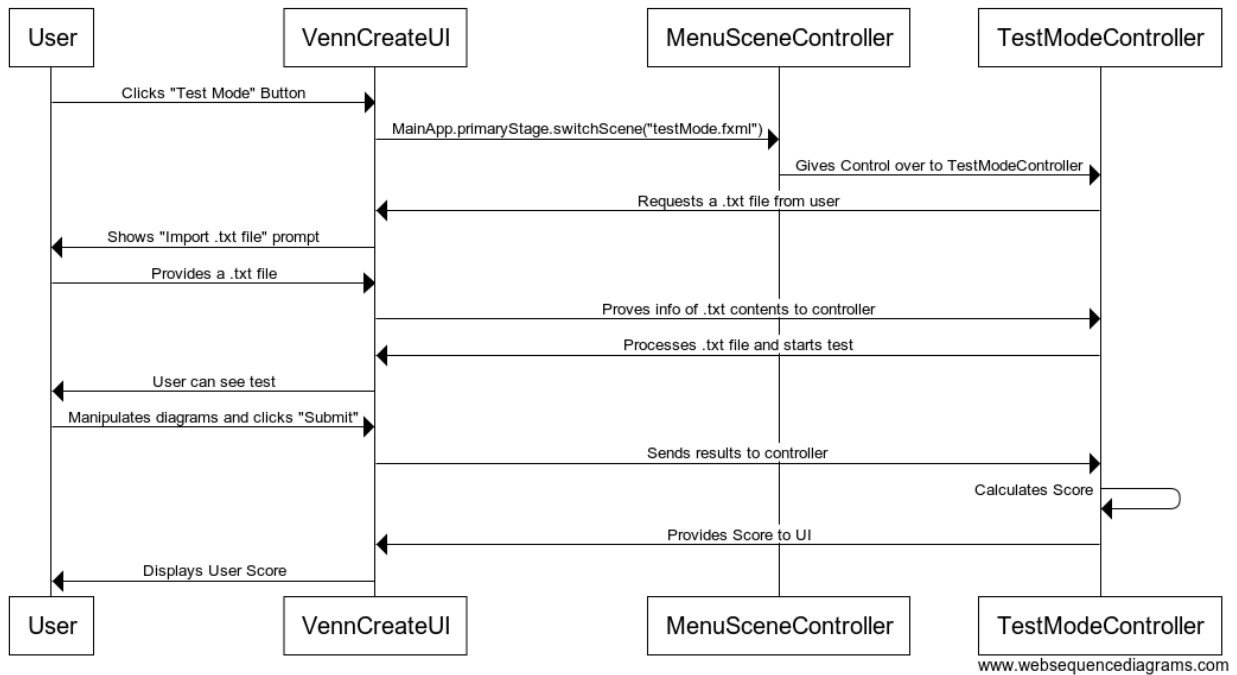 User
VennCreateUI
MenuSceneController
TestModeController
Clicks "Test Mode" Button
MainApp.primaryStage.switchScene("testMode.fxml")
Gives Control over to TestModeController
Requests a .txt file from user
Shows "Import .txt file" prompt
Provides a .txt file
Proves info of .txt contents to controller
Processes .txt file and starts test
User can see test
Manipulates diagrams and clicks "Submit"
Sends results to controller
Calculates Score
Provides Score to UI
Displays User Score
User
VennCreateUI
MenuSceneController
TestModeController
www.websequencediagrams.com